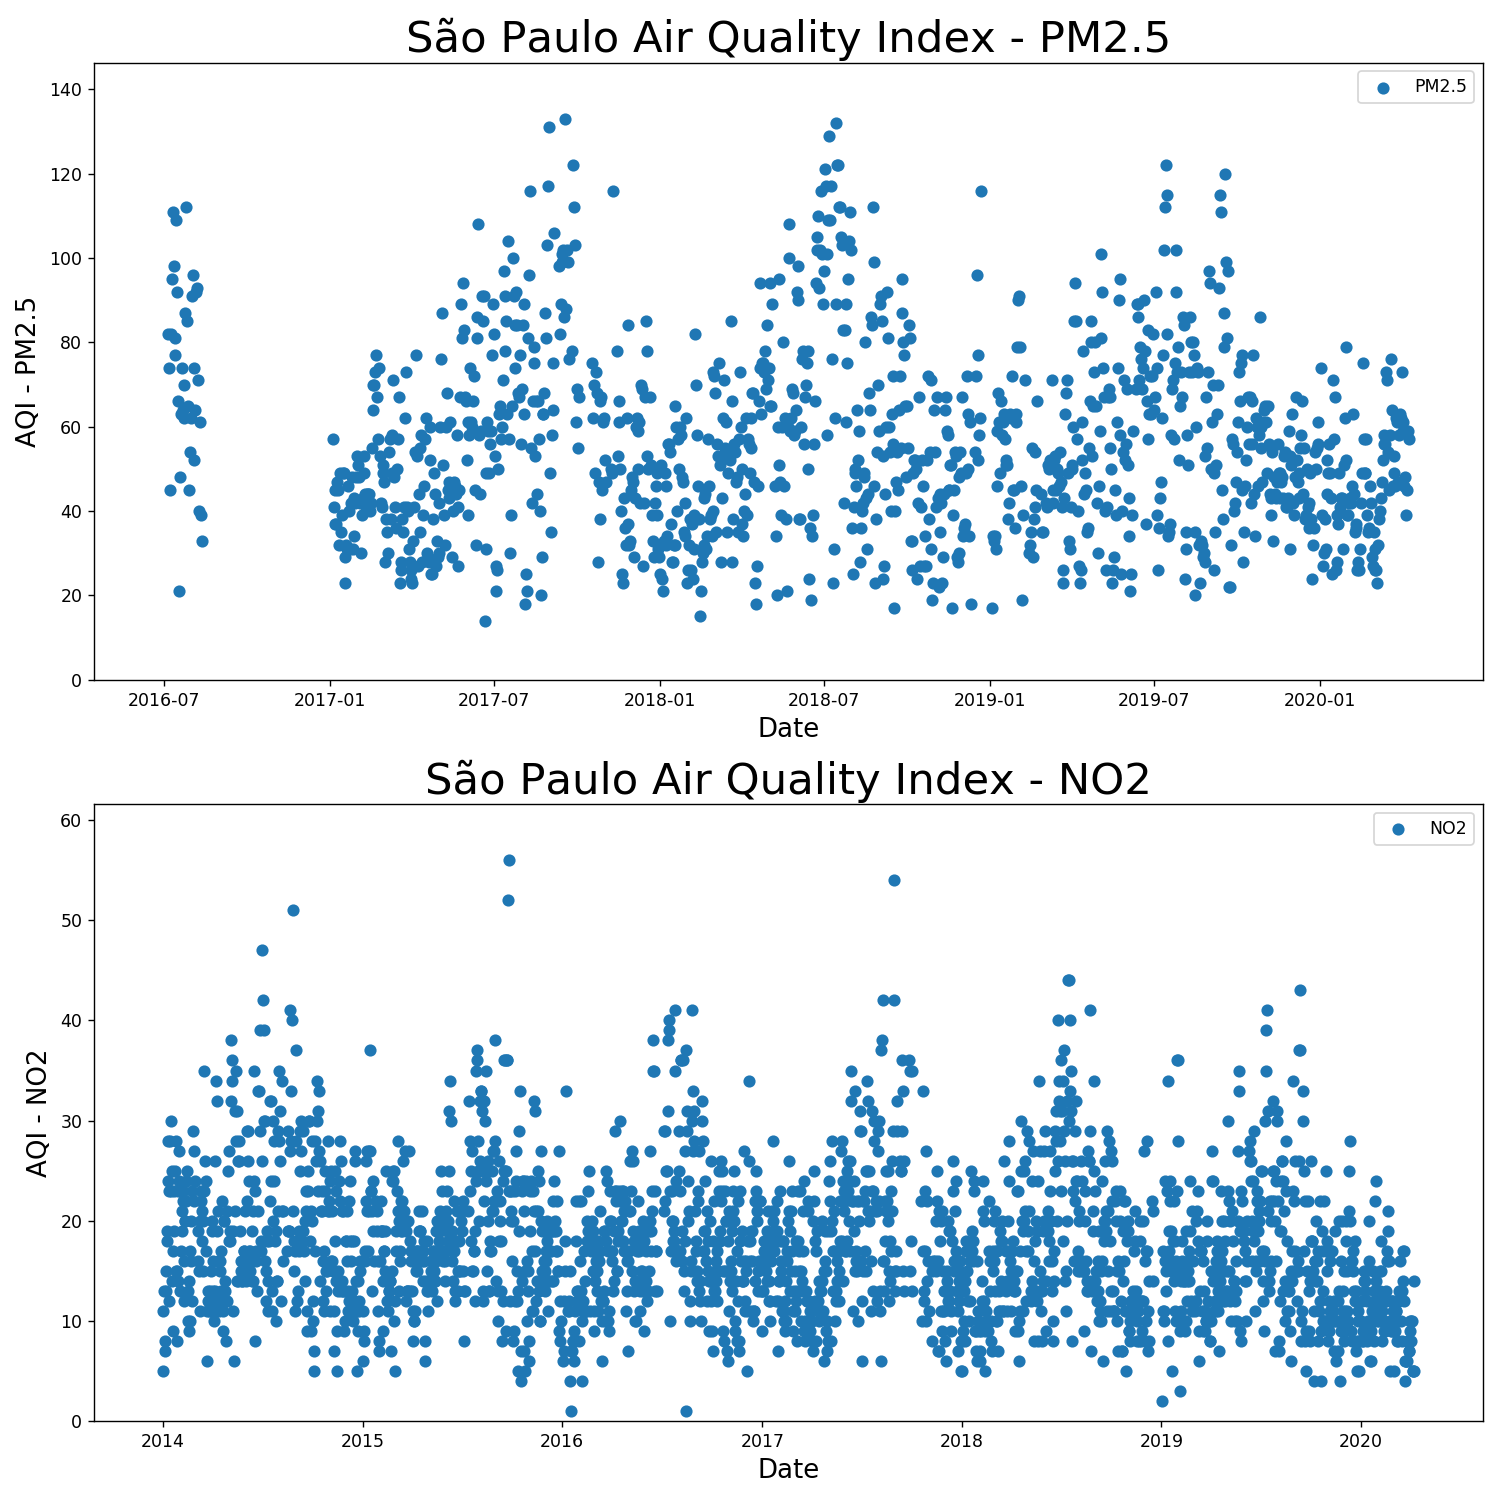 São Paulo Air Quality Index - PM2.5
PM2.5
AQI - PM2.5
140
120
100
80
60
40
20
0
2016-07 2017-01 2017-07 2018-01 2018-07 2019-01 2019-07 2020-01
Date
São Paulo Air Quality Index - NO2
NO2
AQI - NO2
60
50
40
30
20
10
0
2014 2015 2016 2017 2018 2019 2020
Date